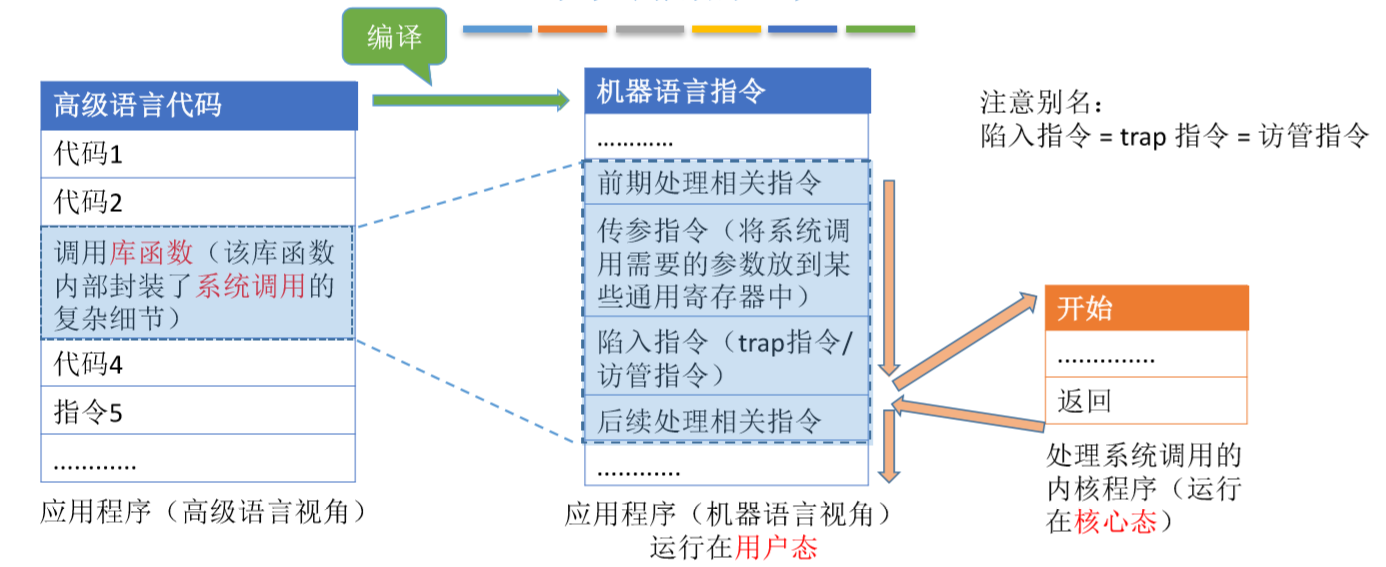 编译
高级语言代码
代码1
代码2
调用库函数（该库函数
内部封装了系统调用的
复杂细节）
代码4
指令5
............
应用程序（高级语言视角）
机器语言指令
...........
前期处理相关指令
传参指令（将系统调
用需要的参数放到某
些通用寄存器中）
陷入指令（trap指令/
访管指令）
后续处理相关指令
............
应用程序（机器语言视角）
运行在用户态
注意别名：
陷入指令 = trap 指令 = 访管指令
开始
..............
返回
处理系统调用的
内核程序（运行
在核心态）